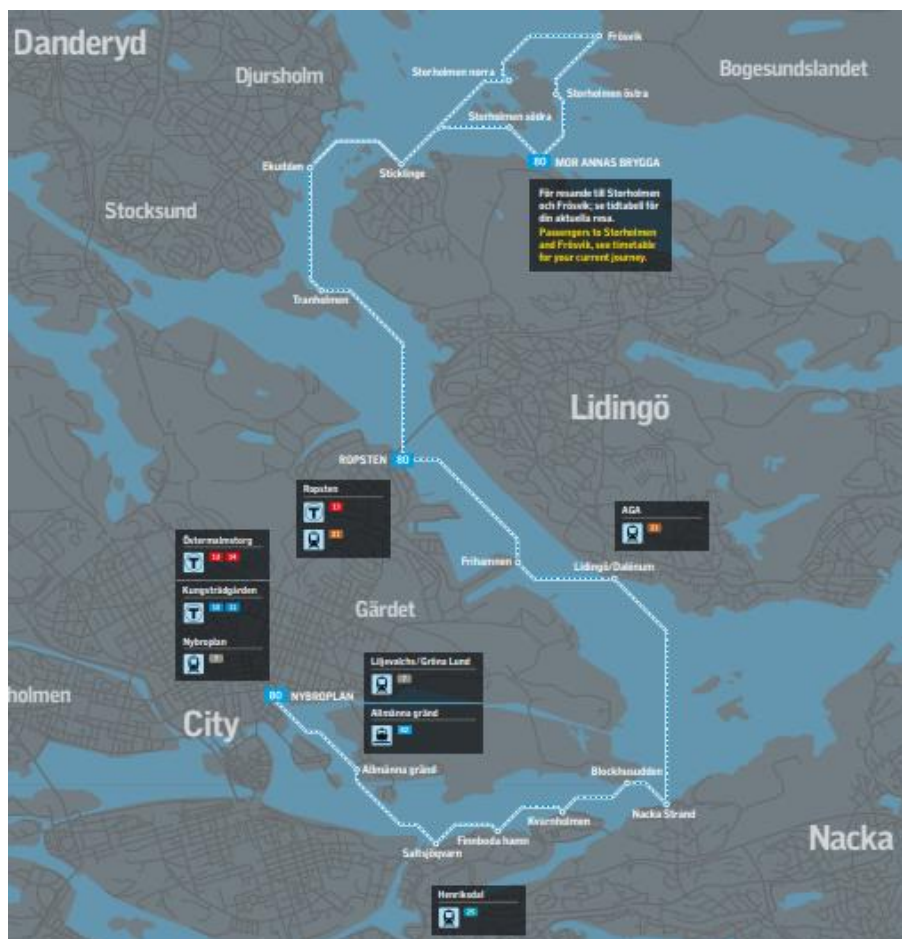 Danderyd
Djursholm
Frösvik
Bogesundslandet
Storholmen norra
Storholmen östra
Storholmen södra
80 MOR ANNAS BRYGGA
Ekudden
Sticklinge
För resande till Storholmen
och Frösvik; se tidtabell för
din aktuella resa.
Passengers to Storholmen
and Frösvik, see timetable
for your current journey.
Stocksund
Tranholmen
Lidingö
ROPSTEN 80
Ropsten
T 13
21
AGA
21
Östermalmstorg
T 13 14
Kungsträdgården
T 10 11
Nybroplan
7
Frihamnen
Lidingö/Dalénum
Gärdet
Liljevalchs/Gröna Lund
7
Allmänna gränd
82
holmen
80 NYBROPLAN
City
Allmänna gränd
Blockhusudden
Nacka Strand
Kvarnholmen
Finnboda hamn
Saltsjöqvarn
Nacka
Henriksdal
25